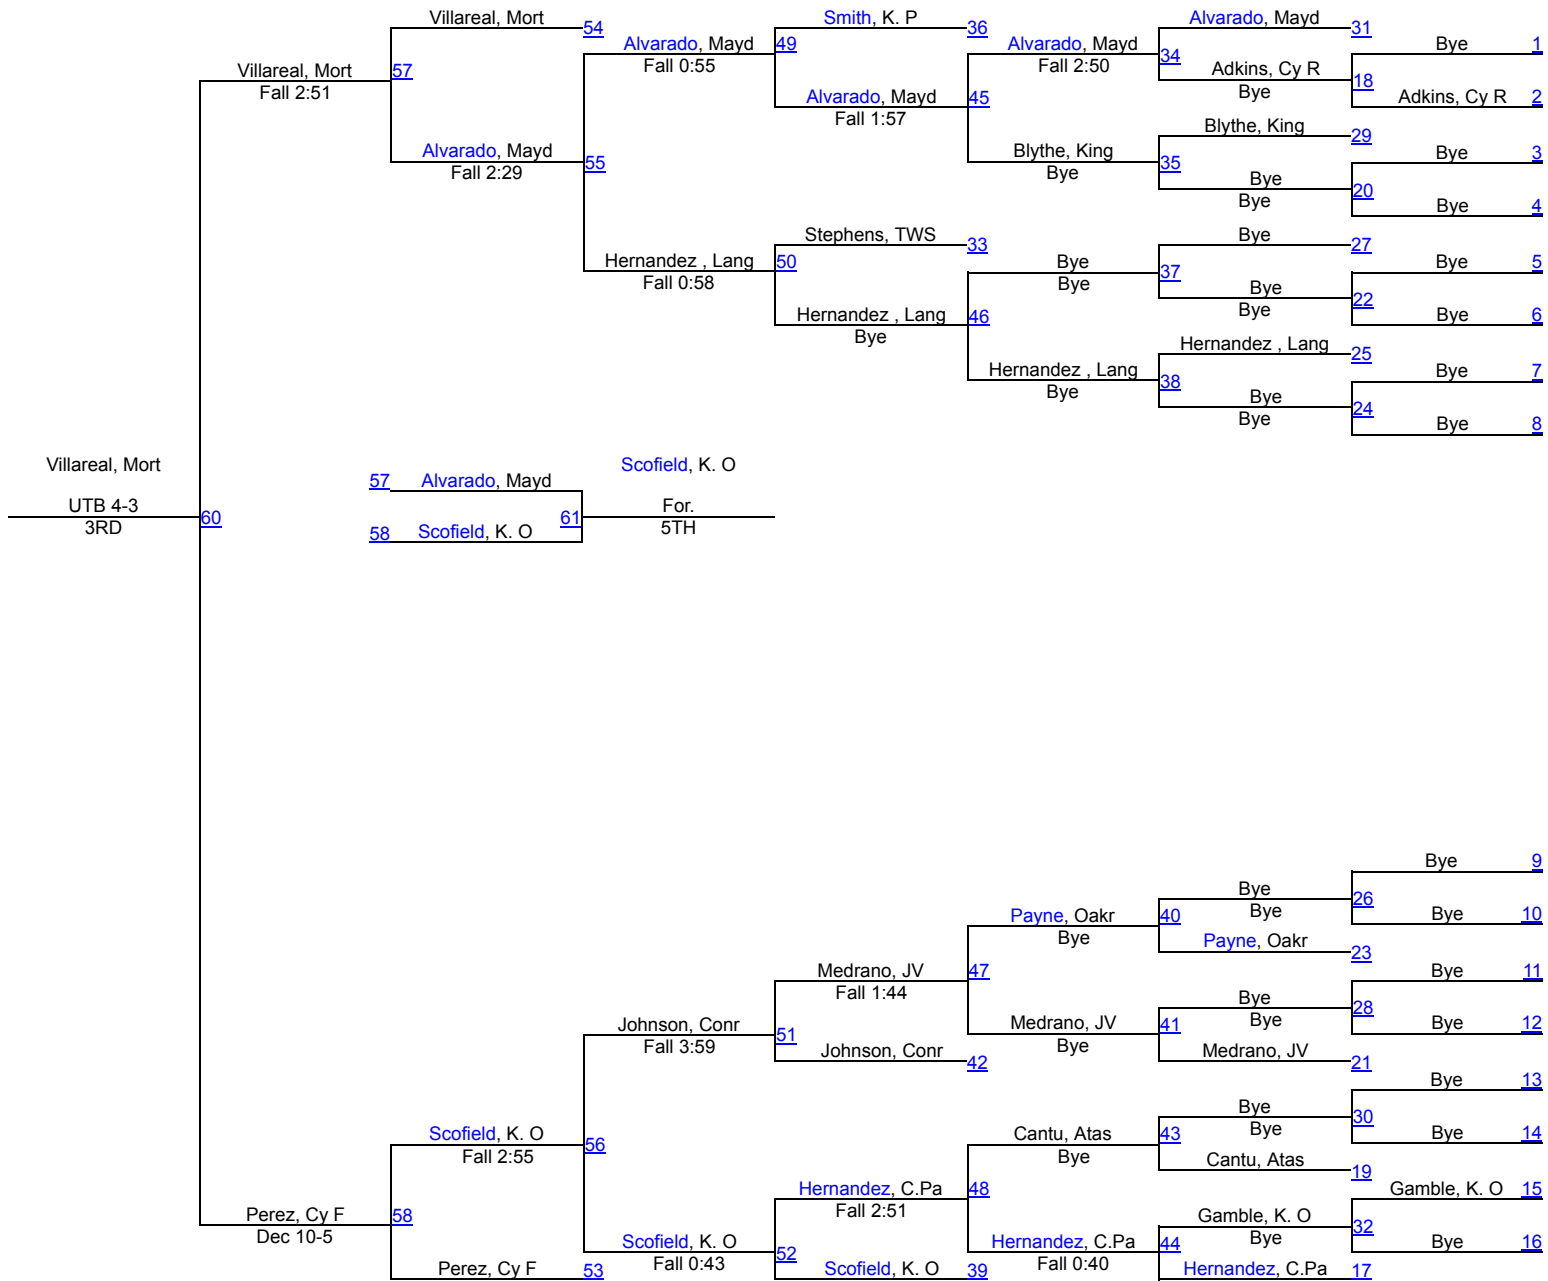 Villareal, Mort 54
Smith, K. P 36
Alvarado, Mayd 31
Alvarado, Mayd 49
Fall 0:55
Alvarado, Mayd 34
Fall 2:50
Bye 1
Villareal, Mort 57
Fall 2:51
Adkins, Cy R 18
Bye
Alvarado, Mayd 45
Fall 1:57
Adkins, Cy R 2
Blythe, King 29
Alvarado, Mayd 55
Fall 2:29
Blythe, King 35
Bye
Bye 3
Bye 20
Bye
Bye 4
Stephens, TWS 33
Bye 27
Hernandez , Lang 50
Fall 0:58
Bye 37
Bye
Bye 5
Bye 22
Bye
Hernandez , Lang 46
Bye
Bye 6
Hernandez , Lang 25
Hernandez , Lang 38
Bye
Bye 7
Bye 24
Bye
Bye 8
Villareal, Mort
Scofield, K. O
57 Alvarado, Mayd
UTB 4-3 60
3RD
61 For.
5TH
58 Scofield, K. O
Bye 9
Bye 26
Bye
Payne, Oakr 40
Bye
Bye 10
Payne, Oakr 23
Medrano, JV 47
Fall 1:44
Bye 11
Bye 28
Bye
Johnson, Conr 51
Fall 3:59
Medrano, JV 41
Bye
Bye 12
Johnson, Conr 42
Medrano, JV 21
Bye 13
Bye 30
Bye
Scofield, K. O 56
Fall 2:55
Cantu, Atas 43
Bye
Bye 14
Cantu, Atas 19
Hernandez, C.Pa 48
Fall 2:51
Gamble, K. O 15
Perez, Cy F 58
Dec 10-5
Gamble, K. O 32
Bye
Scofield, K. O 52
Fall 0:43
Hernandez, C.Pa 44
Fall 0:40
Bye 16
Perez, Cy F 53
Scofield, K. O 39
Hernandez, C.Pa 17